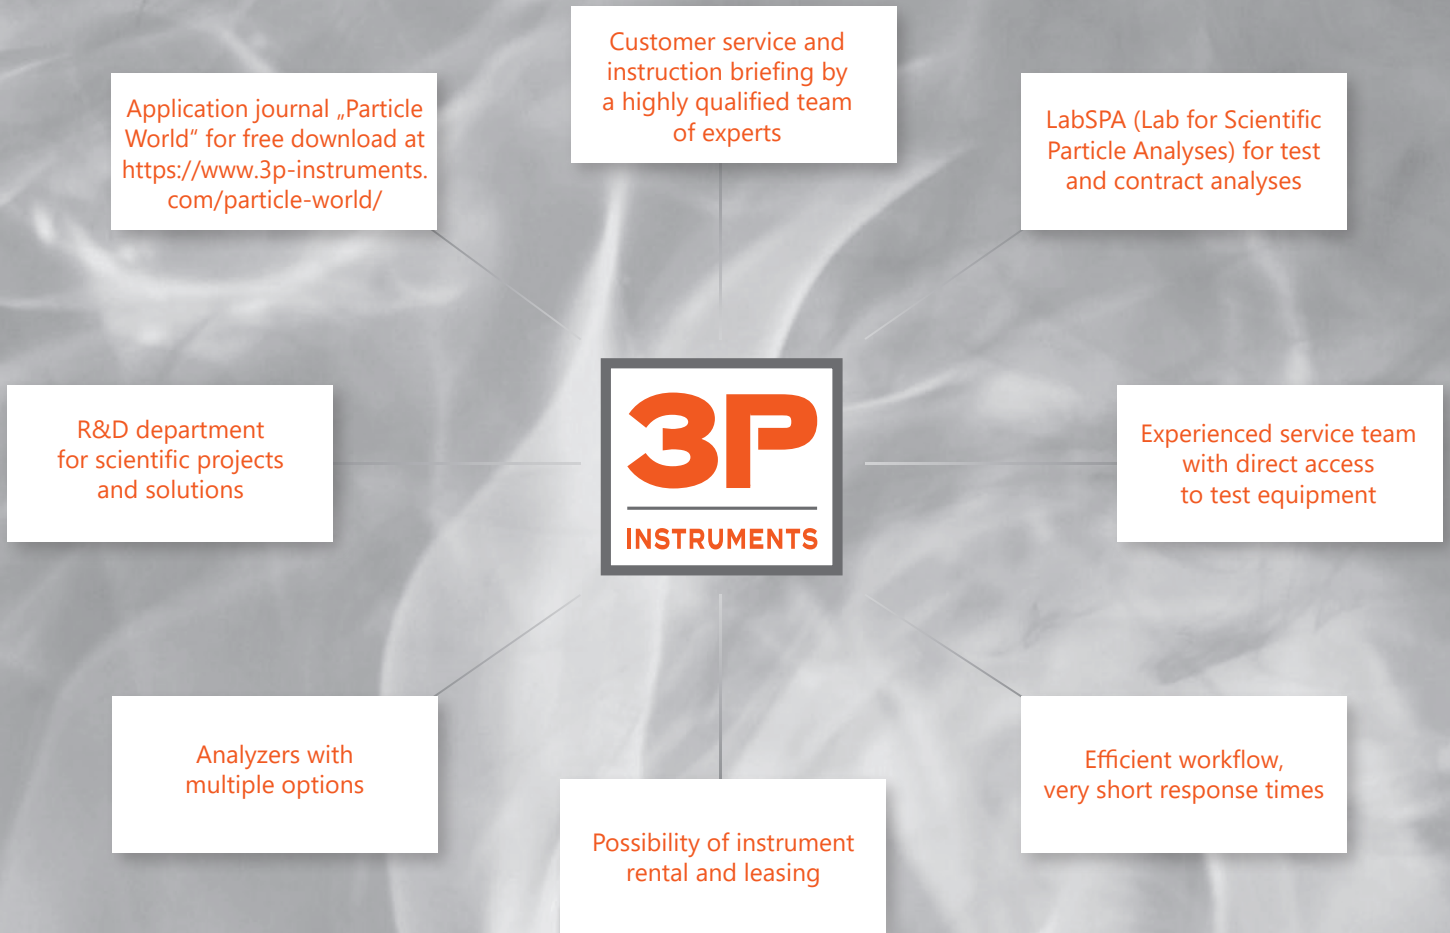 Customer service and
instruction briefing by
a highly qualified team
of experts
Application journal „Particle
World“ for free download at
https://www.3p-instruments.
com/particle-world/
LabSPA (Lab for Scientific
Particle Analyses) for test
and contract analyses
R&D department
for scientific projects
and solutions
3P
INSTRUMENTS
Experienced service team
with direct access
to test equipment
Analyzers with
multiple options
Possibility of instrument
rental and leasing
Efficient workflow,
very short response times